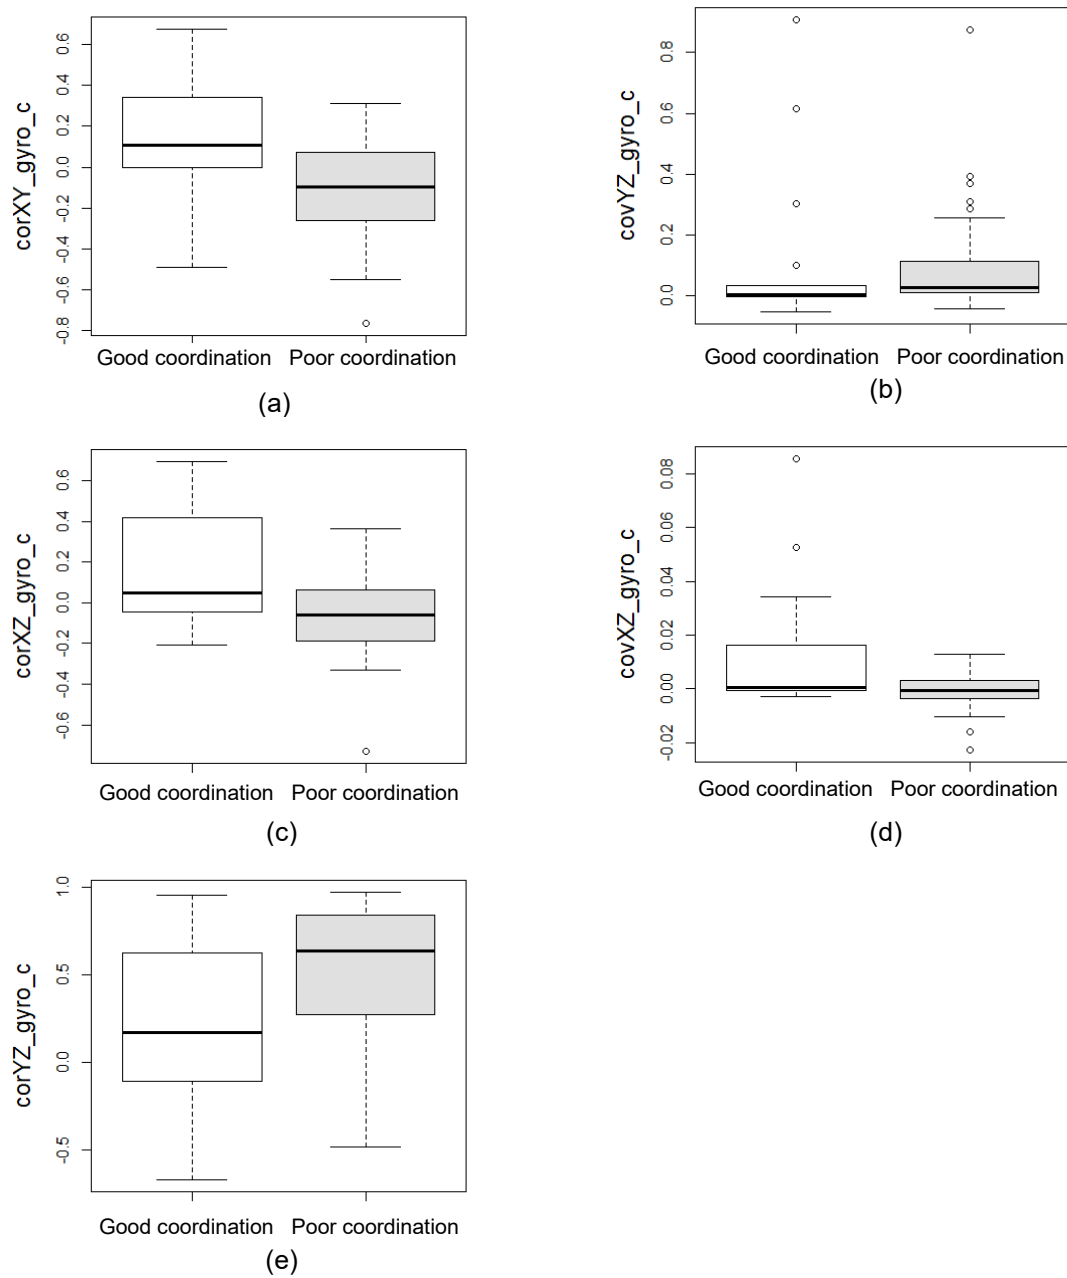 corXY_gyro_c
0.6
0.4
0.2
0.0
-0.2
-0.4
-0.6
-0.8
Good coordination Poor coordination
(a)
covYZ_gyro_c
0.8
0.6
0.4
0.2
0.0
Good coordination Poor coordination
(b)
corXZ_gyro_c
0.6
0.4
0.2
0.0
-0.2
-0.4
-0.6
Good coordination Poor coordination
(c)
covXZ_gyro_c
0.08
0.06
0.04
0.02
0.00
-0.02
Good coordination Poor coordination
(d)
corYZ_gyro_c
1.0
0.5
0.0
-0.5
Good coordination Poor coordination
(e)